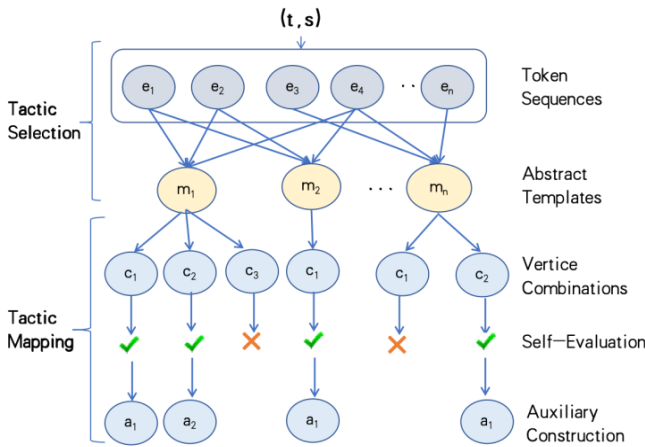 (t,s)
e1 e2 e3 e4 ·· en
Token
Sequences
Tactic
Selection
m1 m2 ... mn
Abstract
Templates
c1 c2 c3 c1 c1 c2
Vertice
Combinations
Tactic
Mapping
Self-Evaluation
a1 a2 a1 a1
Auxiliary
Construction